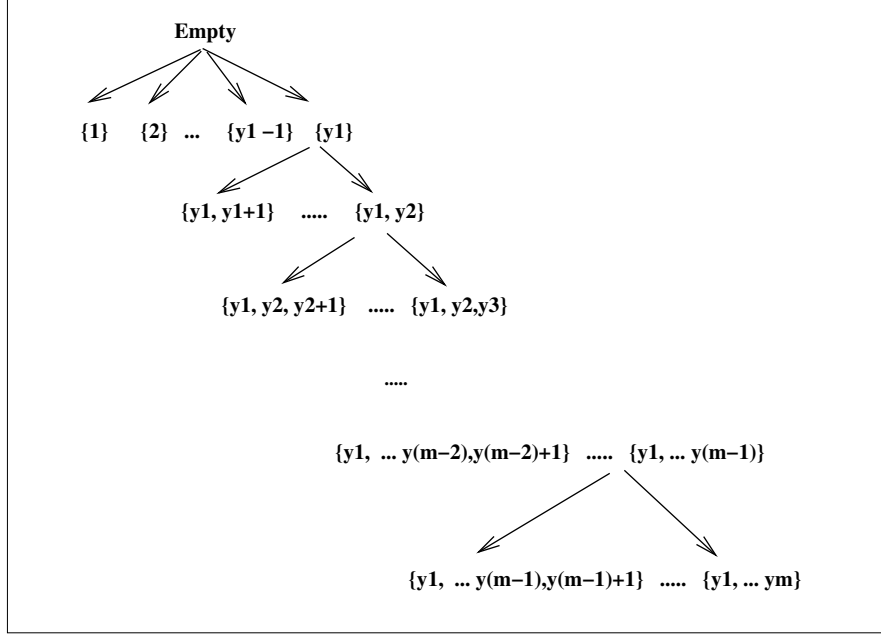 Empty
{1} {2} ... {y1 −1} {y1}
{y1, y1+1} ..... {y1, y2}
{y1, y2, y2+1} ..... {y1, y2,y3}
.....
{y1, ... y(m−2),y(m−2)+1} ..... {y1, ... y(m−1)}
{y1, ... y(m−1),y(m−1)+1} ..... {y1, ... ym}